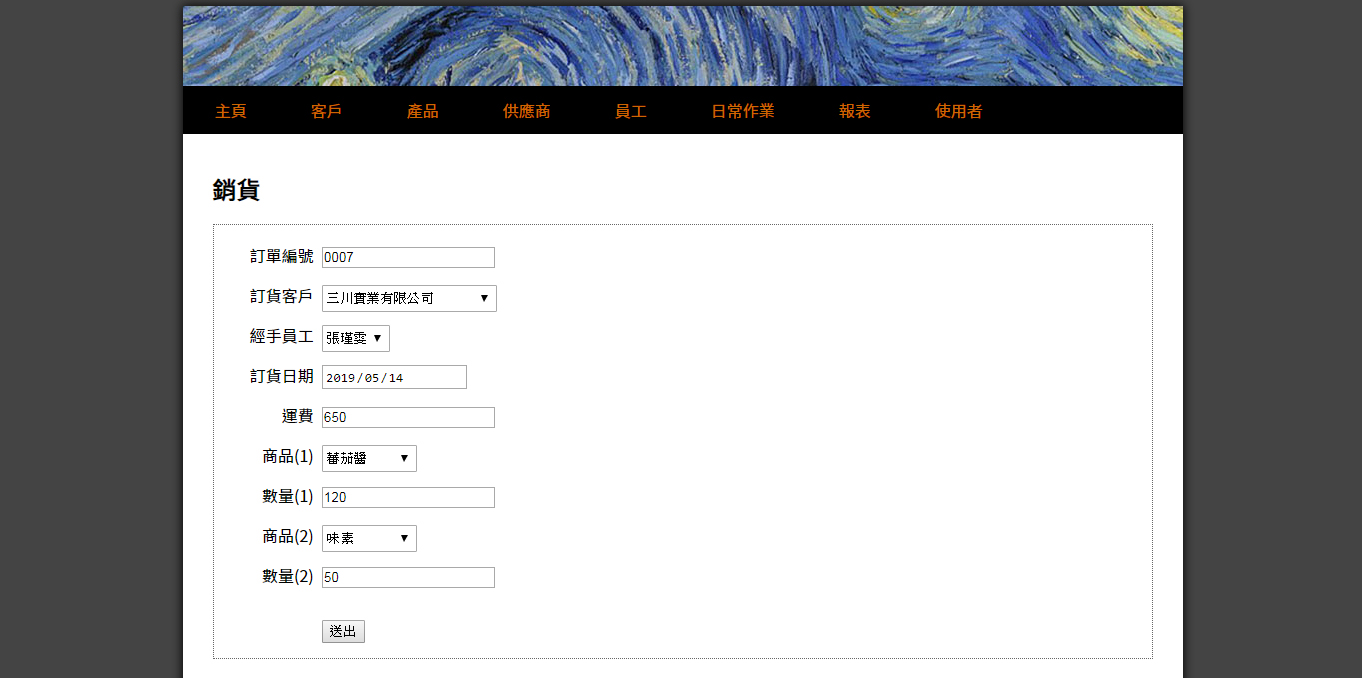 主頁 客戶 產品 供應商 員工 日常作業 報表 使用者
銷貨
訂單編號 0007
訂貨客戶 三川實業有限公司
經手員工 張瑾雯
訂貨日期 2019/05/14
運費 650
商品(1) 蕃茄醬
數量(1) 120
商品(2) 味素
數量(2) 50
送出